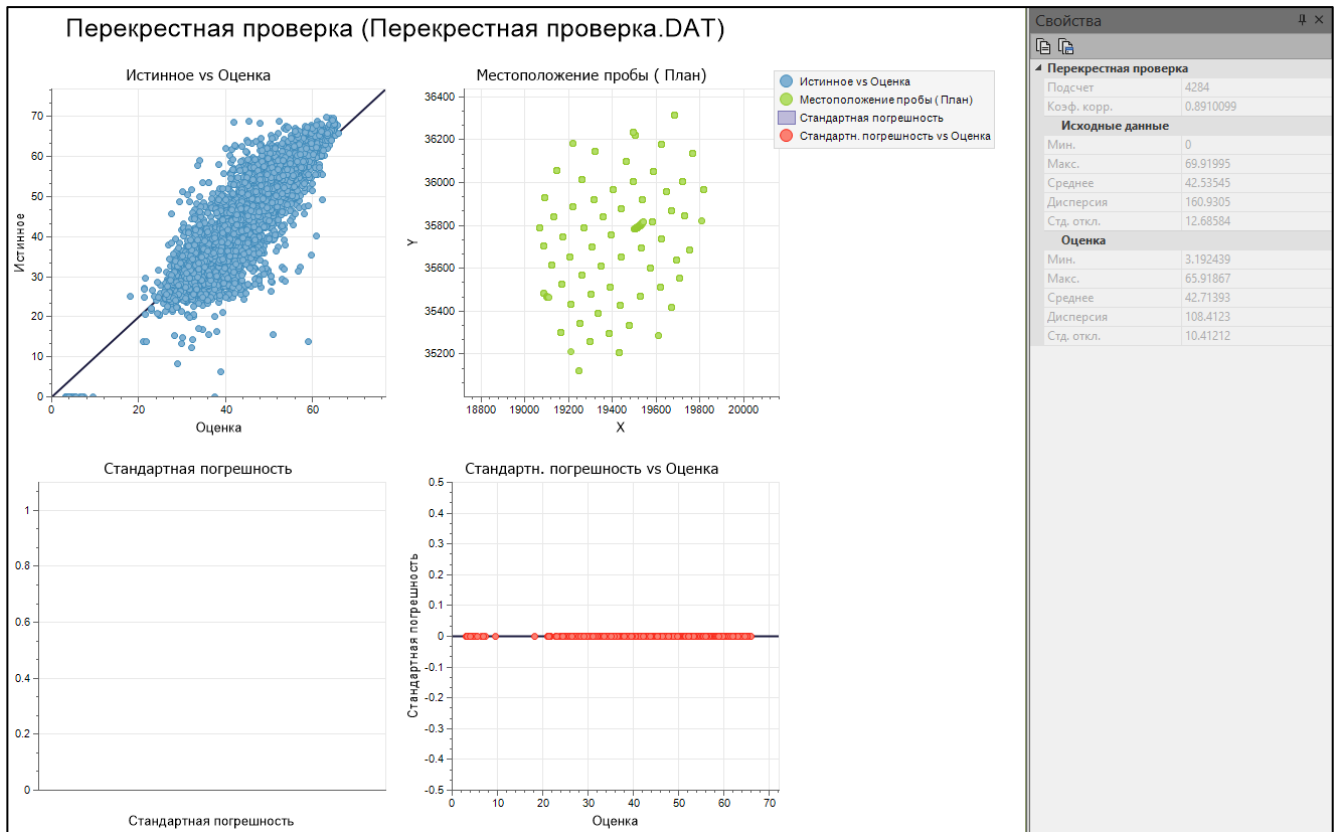 Перекрестная проверка (Перекрестная проверка.DAT)
Истинное vs Оценка
Истинное
70
60
50
40
30
20
10
0
0 20 40 60
Оценка
Местоположение пробы ( План)
Y
36400
36200
36000
35800
35600
35400
35200
18800 19000 19200 19400 19600 19800 20000
X
Истинное vs Оценка
Местоположение пробы ( План)
Стандартная погрешность
Стандартн. погрешность vs Оценка
Стандартная погрешность
1
0.8
0.6
0.4
0.2
0
Стандартная погрешность
Стандартн. погрешность vs Оценка
Стандартная погрешность
0.5
0.4
0.3
0.2
0.1
0
-0.1
-0.2
-0.3
-0.4
-0.5
0 10 20 30 40 50 60 70
Оценка
Свойства
Перекрестная проверка
Подсчет 4284
Коэф. корр. 0.8910099
Исходные данные
Мин. 0
Макс. 69.91995
Среднее 42.53545
Дисперсия 160.9305
Стд. откл. 12.68584
Оценка
Мин. 3.192439
Макс. 65.91867
Среднее 42.71393
Дисперсия 108.4123
Стд. откл. 10.41212